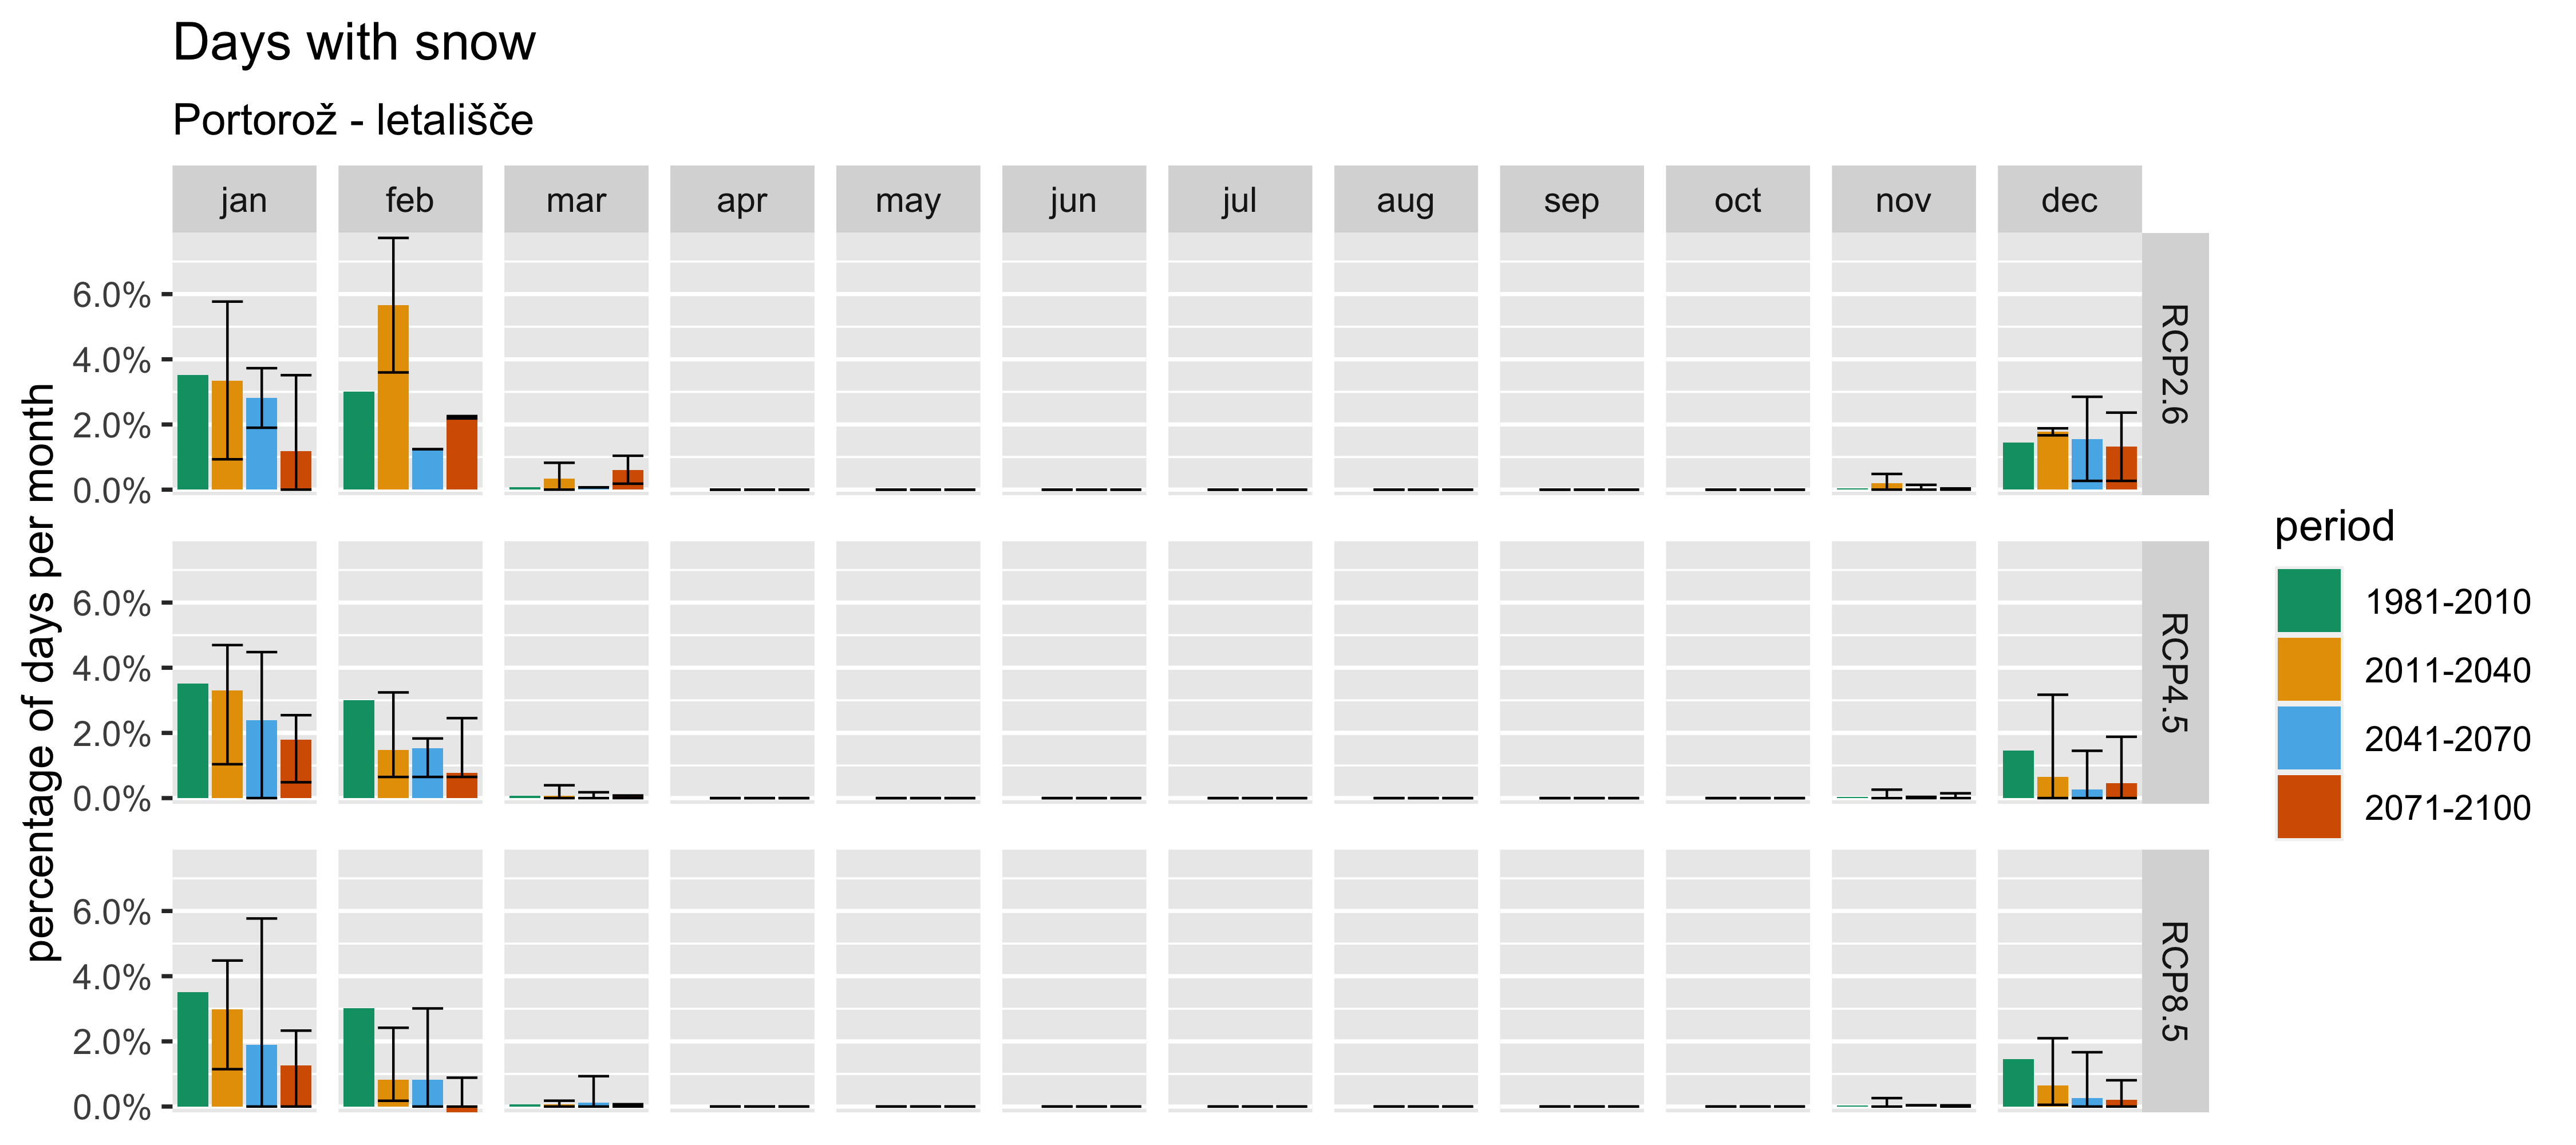 Days with snow
Portorož - letališče
jan feb mar apr may jun jul aug sep oct nov dec
percentage of days per month
6.0%
4.0%
2.0%
0.0%
RCP2.6
6.0%
4.0%
2.0%
0.0%
RCP4.5
6.0%
4.0%
2.0%
0.0%
RCP8.5
period
1981-2010
2011-2040
2041-2070
2071-2100